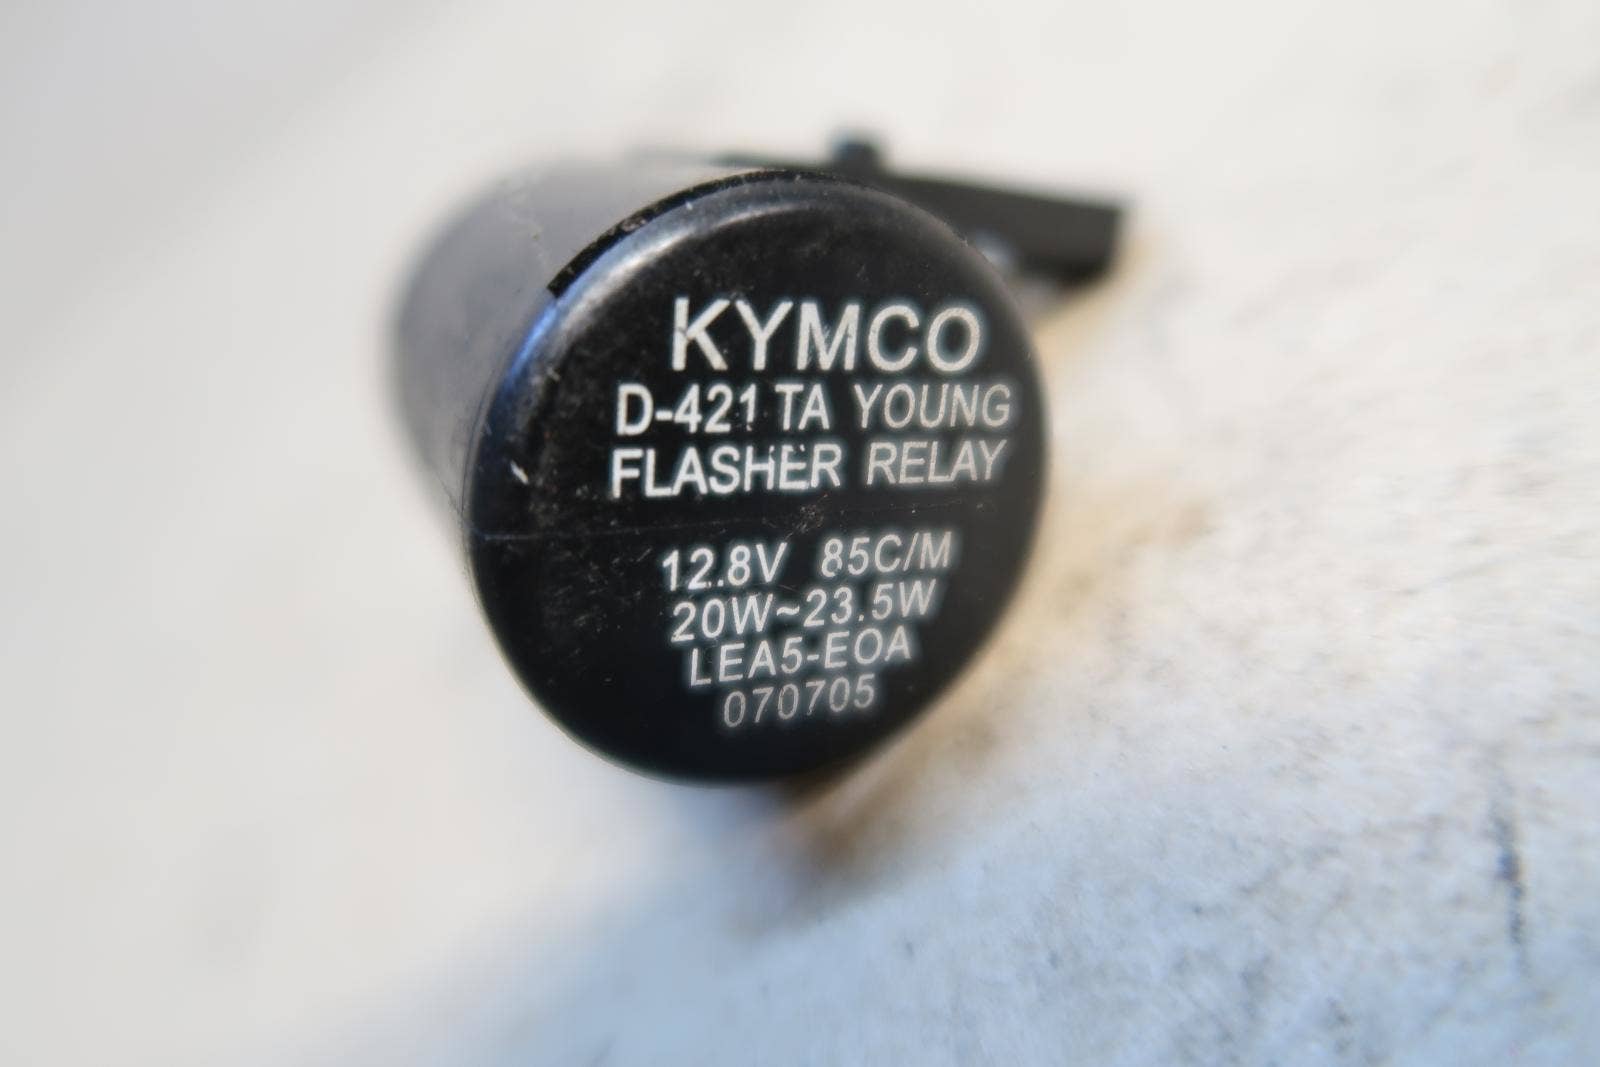 KYMCO
D-421 TA YOUNG
FLASHER RELAY
12.8V 85C/M
20W~23.5W
LEA5-EOA
070705